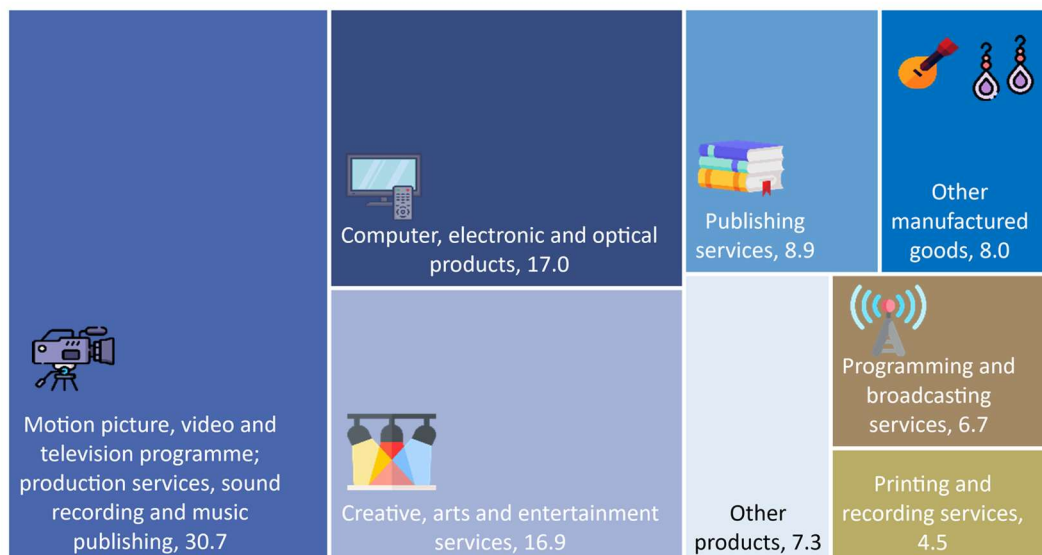 Motion picture, video and
television programme;
production services, sound
recording and music
publishing, 30.7
Computer, electronic and optical
products, 17.0
Creative, arts and entertainment
services, 16.9
Publishing
services, 8.9
Other
manufactured
goods, 8.0
Other
products, 7.3
Programming and
broadcasting
services, 6.7
Printing and
recording services,
4.5